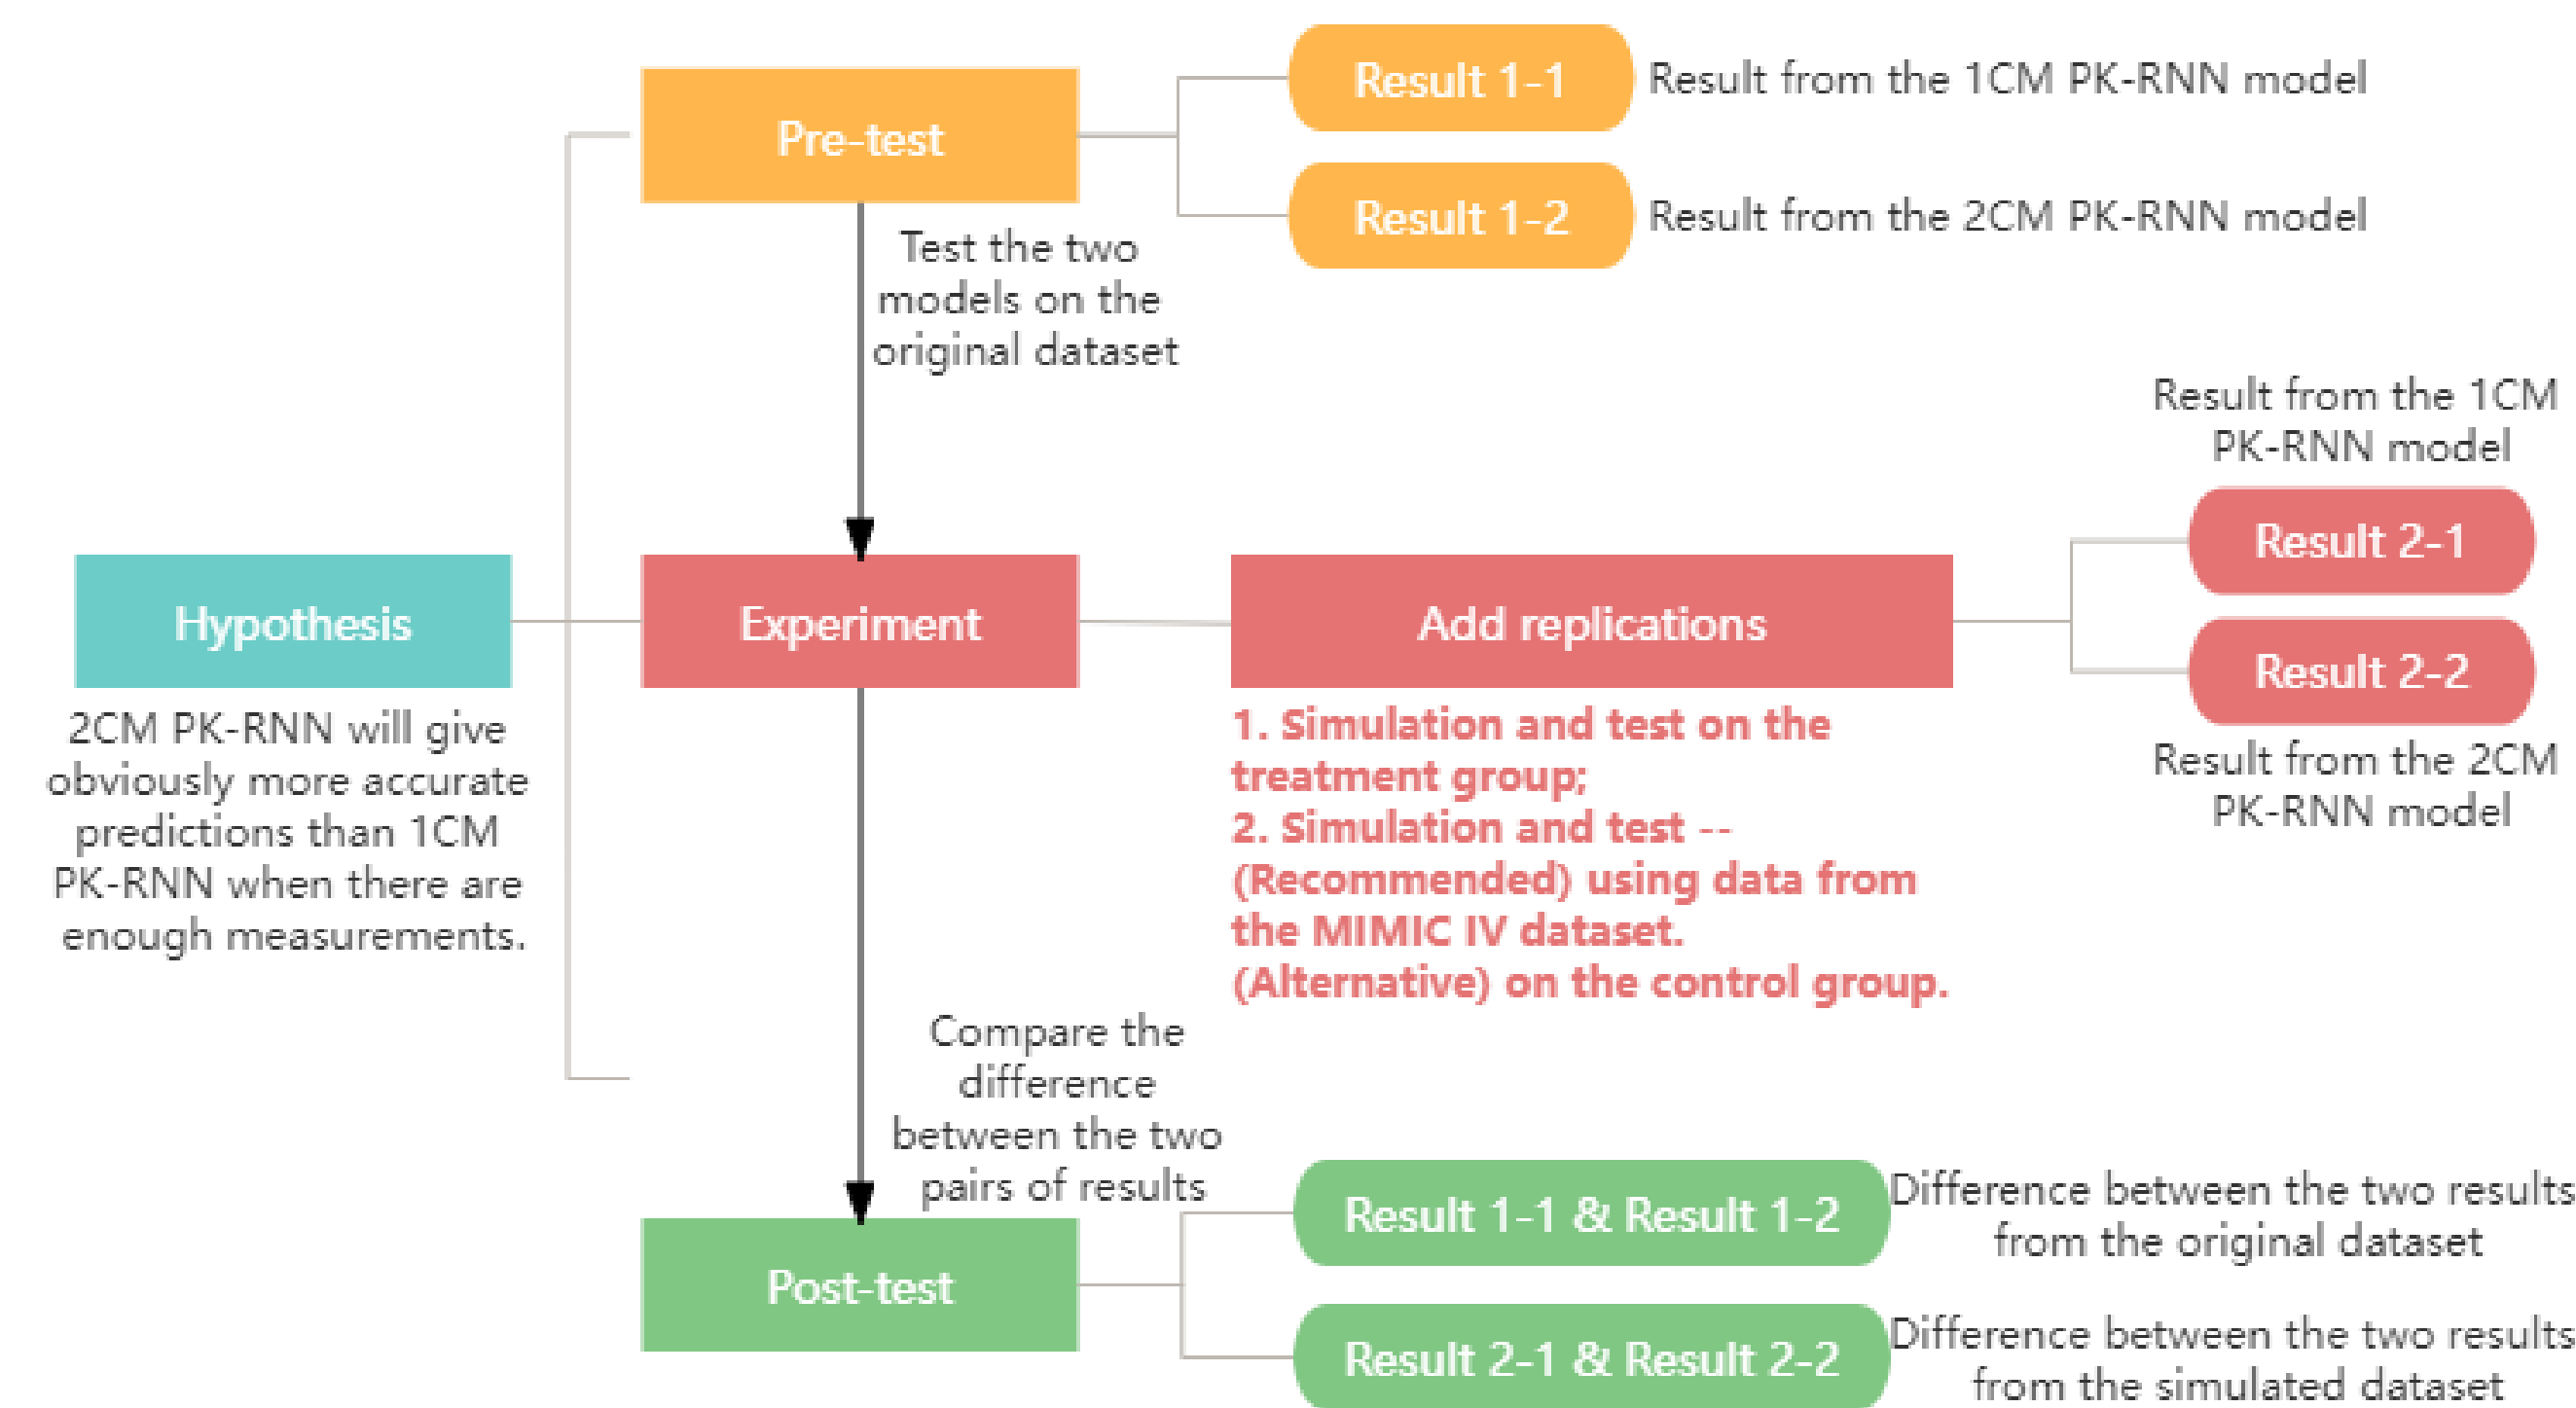 Pre-test
Result 1-1
Result from the 1CM PK-RNN model
Result 1-2
Result from the 2CM PK-RNN model
Test the two
models on the
original dataset
Hypothesis
2CM PK-RNN will give
obviously more accurate
predictions than 1CM
PK-RNN when there are
enough measurements.
Experiment
Add replications
1. Simulation and test on the
treatment group;
2. Simulation and test --
(Recommended) using data from
the MIMIC IV dataset.
(Alternative) on the control group.
Result from the 1CM
PK-RNN model
Result 2-1
Result 2-2
Result from the 2CM
PK-RNN model
Compare the
difference
between the two
pairs of results
Post-test
Result 1-1 & Result 1-2
Difference between the two results
from the original dataset
Result 2-1 & Result 2-2
Difference between the two results
from the simulated dataset